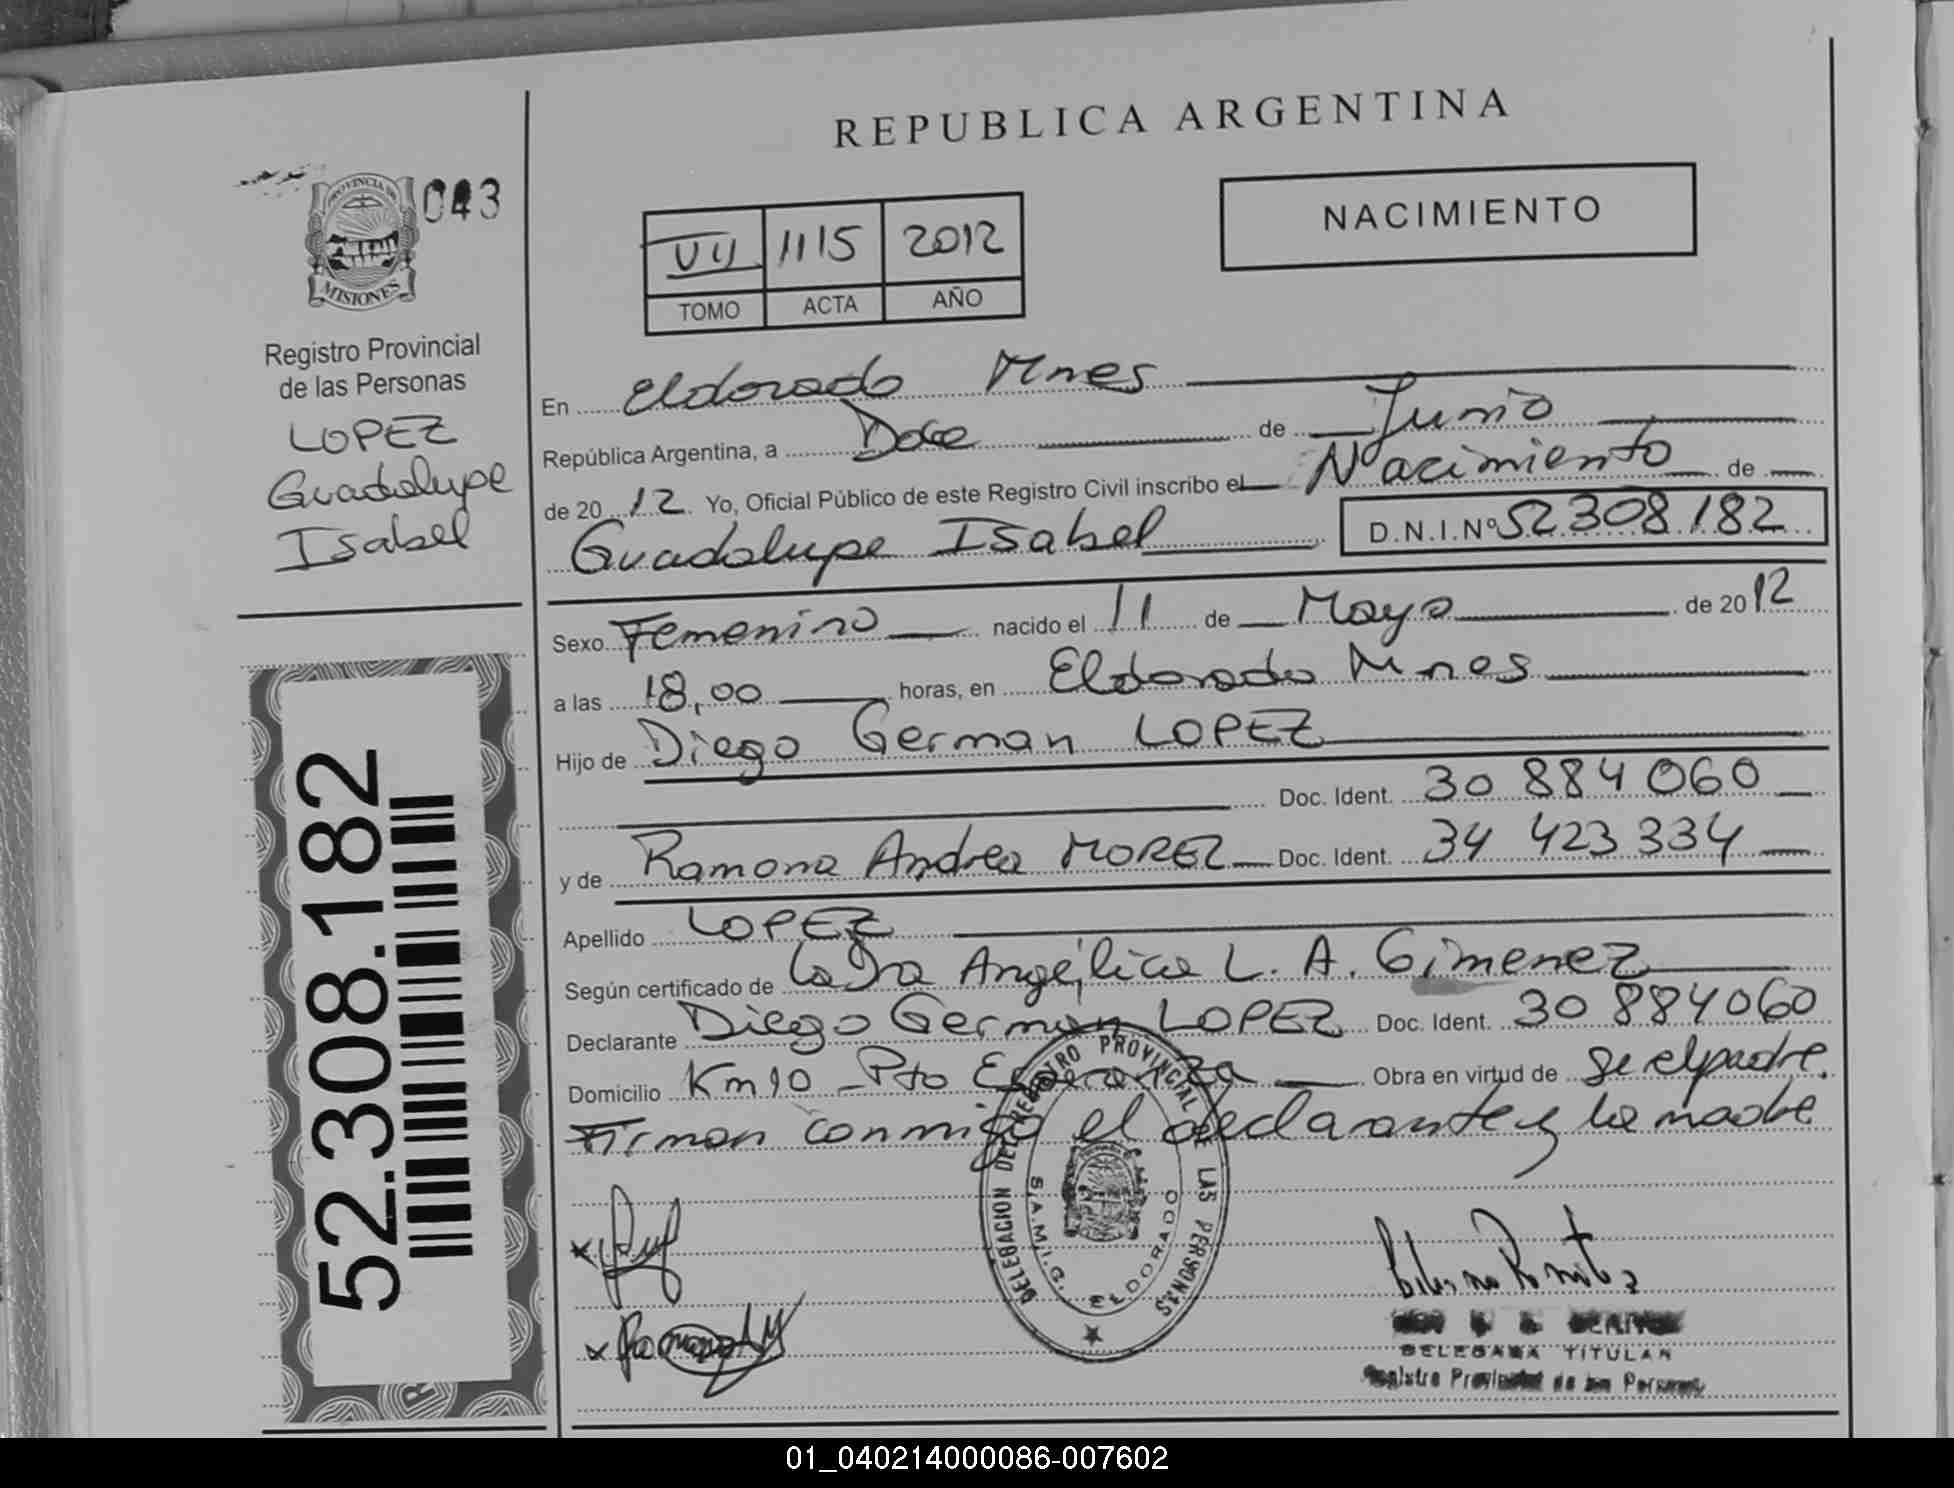 REPUBLICA ARGENTINA
PROVINCIA DE
MISIONES
043
VII 1115 2012
TOMO ACTA AÑO
NACIMIENTO
Registro Provincial
de las Personas
LOPEZ
Guadalupe
Isabel
52.308.182
En Eldorado Mnes
República Argentina, a Doce de Junio
de 2012 Yo, Oficial Público de este Registro Civil inscribo el Nacimiento de
Guadalupe Isabel D.N.I.Nº 52.308.182
Sexo Femenino nacido el 11 de Mayo de 2012
a las 18,00 horas, en Eldorado Mnes
Hijo de Diego German LOPEZ
Doc. Ident. 30 884 060
y de Ramona Andrea MOREZ Doc. Ident. 34 423 334
Apellido LOPEZ
Según certificado de La Dra Angélica L. A. Gimenez
Declarante Diego German LOPEZ Doc. Ident. 30 884060
Domicilio Km 10 - Pto Esperanza Obra en virtud de Se el padre.
Firman conmigo el declarante y la madre
DELEGACION DEL REGISTRO PROVINCIAL DE LAS PERSONAS
S.A.M.I.C. ELDORADO
DELEGADA TITULAR
Registro Provincial de las Personas
01_040214000086-007602